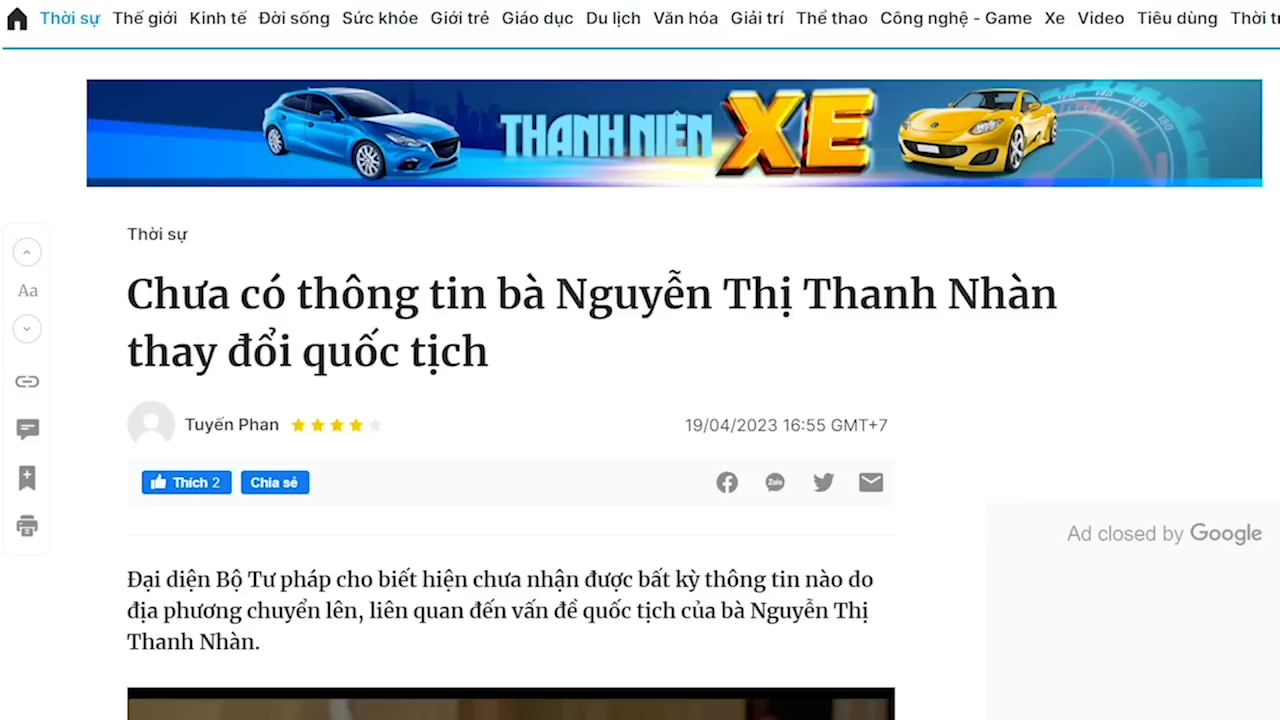 Thời sự Thế giới Kinh tế Đời sống Sức khỏe Giới trẻ Giáo dục Du lịch Văn hóa Giải trí Thể thao Công nghệ - Game Xe Video Tiêu dùng Thời tr
THANH NIÊN XE
120 140 160 180
Thời sự
Chưa có thông tin bà Nguyễn Thị Thanh Nhàn
thay đổi quốc tịch
Aa
Tuyến Phan
19/04/2023 16:55 GMT+7
Thích 2 Chia sẻ
Zalo
Ad closed by Google
Đại diện Bộ Tư pháp cho biết hiện chưa nhận được bất kỳ thông tin nào do
địa phương chuyển lên, liên quan đến vấn đề quốc tịch của bà Nguyễn Thị
Thanh Nhàn.